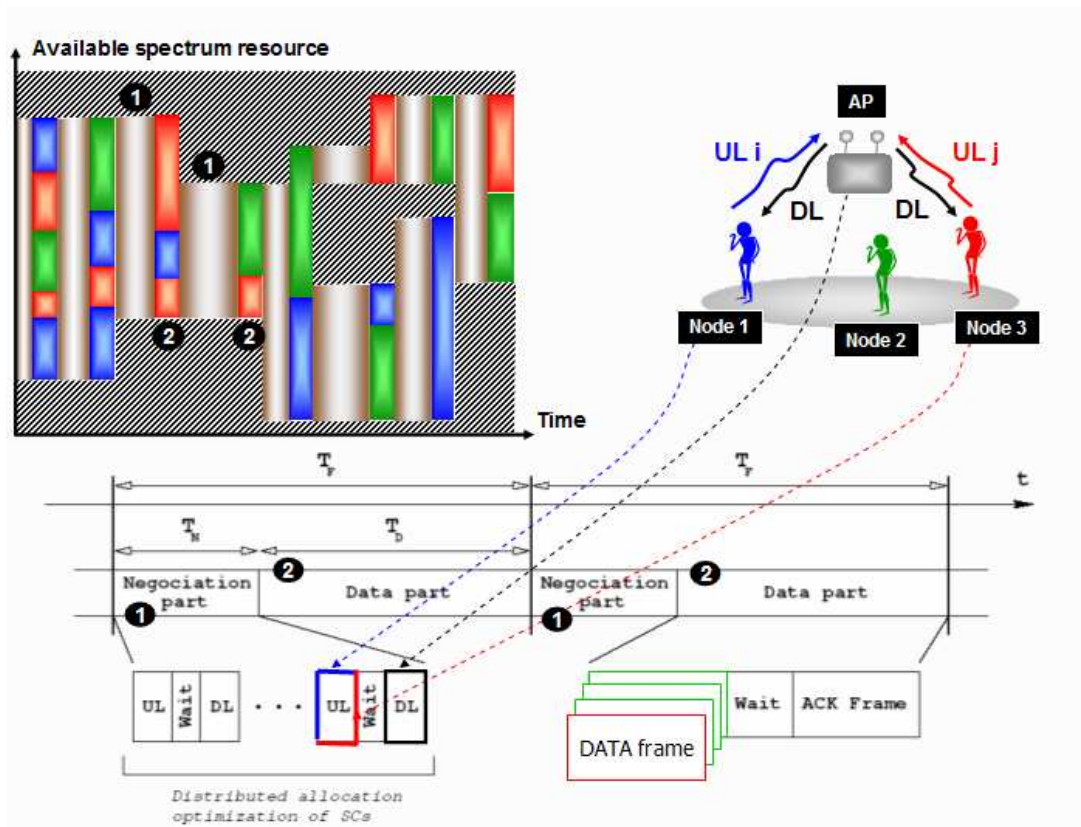 Available spectrum resource
1
1
2
2
Time
AP
UL i
UL j
DL
DL
Node 1
Node 2
Node 3
T_F
T_F
t
T_N
T_D
2
2
Negociation
part
Data part
Negociation
part
Data part
1
1
UL
Wait
DL
. . .
UL
Wait
DL
Wait
ACK Frame
DATA frame
Distributed allocation
optimization of SCs